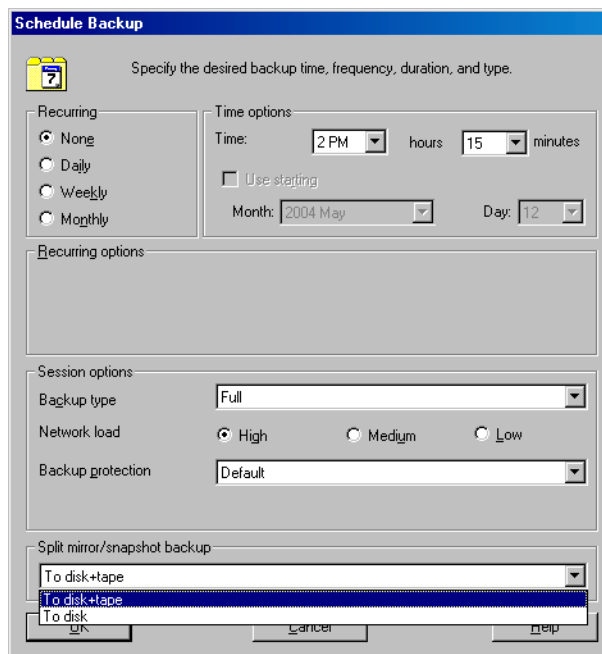 Schedule Backup
7
Specify the desired backup time, frequency, duration, and type.
Recurring
None
Daily
Weekly
Monthly
Time options
Time: 2 PM hours 15 minutes
Use starting
Month: 2004 May Day: 12
Recurring options
Session options
Backup type Full
Network load High Medium Low
Backup protection Default
Split mirror/snapshot backup
To disk+tape
To disk+tape
To disk
OK Cancel Help